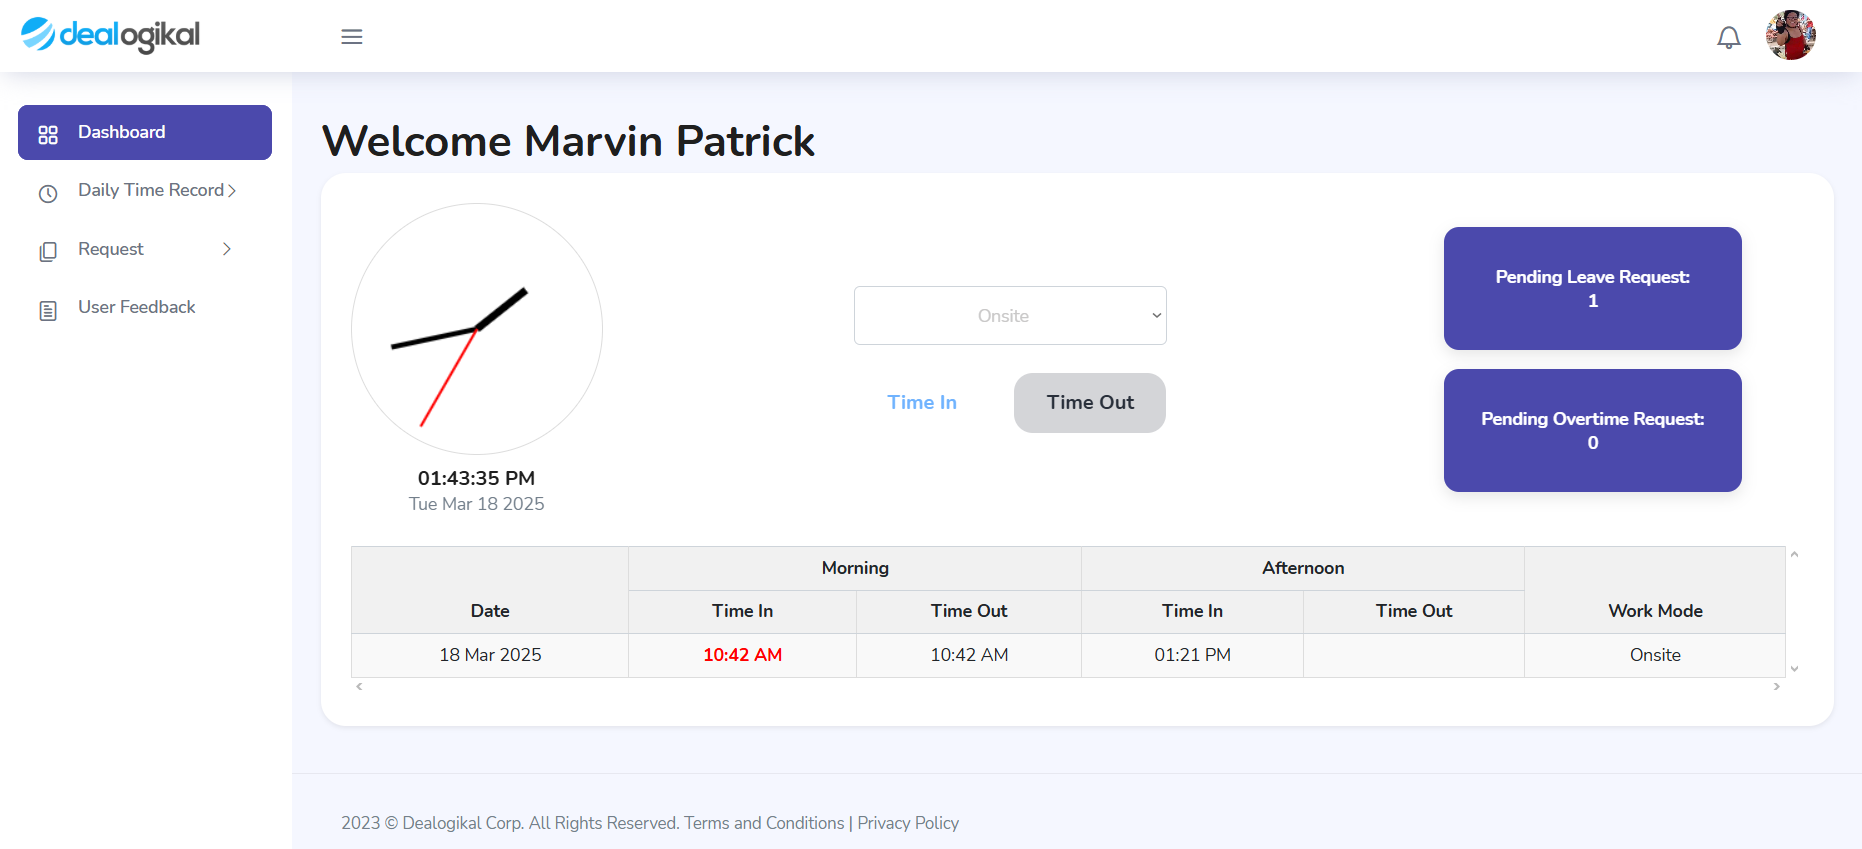 dealogikal
Dashboard
Daily Time Record
Request
User Feedback
Welcome Marvin Patrick
Onsite
Time In
Time Out
01:43:35 PM
Tue Mar 18 2025
Pending Leave Request:
1
Pending Overtime Request:
0
Morning Afternoon
Date Time In Time Out Time In Time Out Work Mode
18 Mar 2025 10:42 AM 10:42 AM 01:21 PM Onsite
2023 © Dealogikal Corp. All Rights Reserved. Terms and Conditions | Privacy Policy